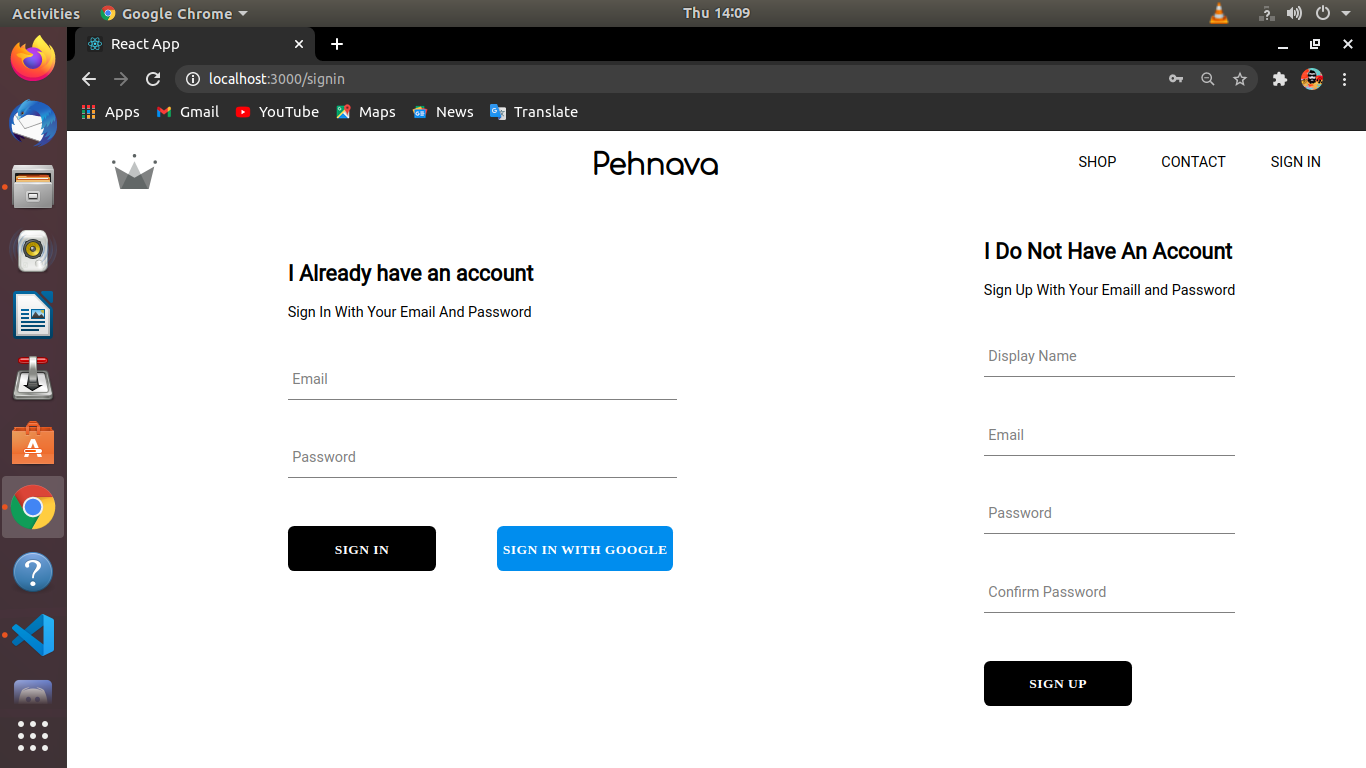 Activities Google Chrome Thu 14:09
React App
localhost:3000/signin
Apps Gmail YouTube Maps News Translate
Pehnava SHOP CONTACT SIGN IN
I Already have an account
Sign In With Your Email And Password
Email
Password
SIGN IN SIGN IN WITH GOOGLE
I Do Not Have An Account
Sign Up With Your Emaill and Password
Display Name
Email
Password
Confirm Password
SIGN UP